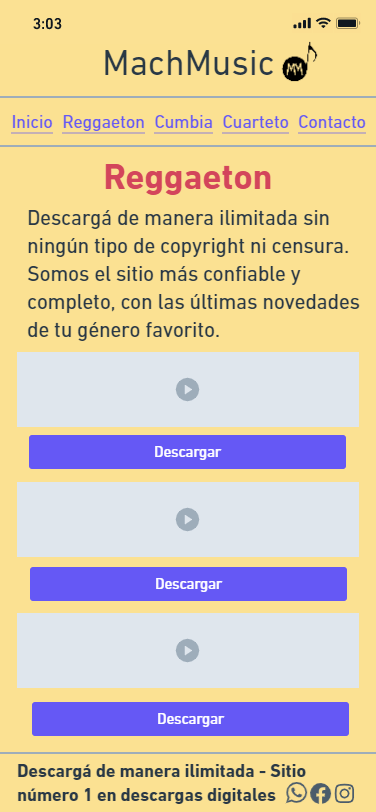 3:03
MachMusic MM
Inicio Reggaeton Cumbia Cuarteto Contacto
Reggaeton
Descargá de manera ilimitada sin
ningún tipo de copyright ni censura.
Somos el sitio más confiable y
completo, con las últimas novedades
de tu género favorito.
Descargar
Descargar
Descargar
Descargá de manera ilimitada - Sitio
número 1 en descargas digitales